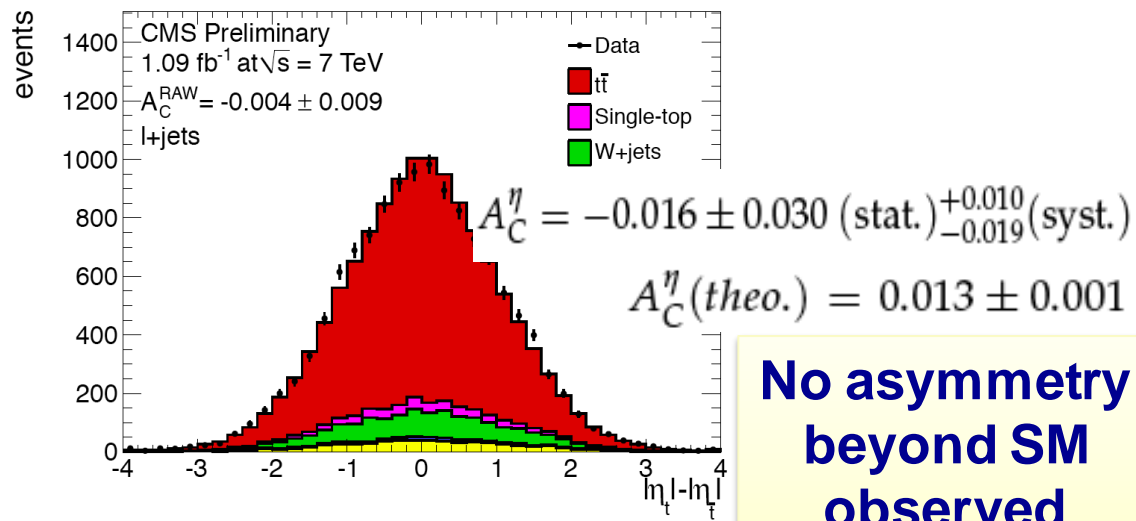 events
CMS Preliminary
1.09 fb⁻¹ at √s = 7 TeV
A_C^RAW = -0.004 ± 0.009
l+jets
Data
tt̄
Single-top
W+jets
1400
1200
1000
800
600
400
200
0
-4 -3 -2 -1 0 1 2 3 4
|η_t|-|η_t̄|
A_C^η = −0.016 ± 0.030 (stat.)^{+0.010}_{−0.019}(syst.)
A_C^η(theo.) = 0.013 ± 0.001
No asymmetry
beyond SM
observed